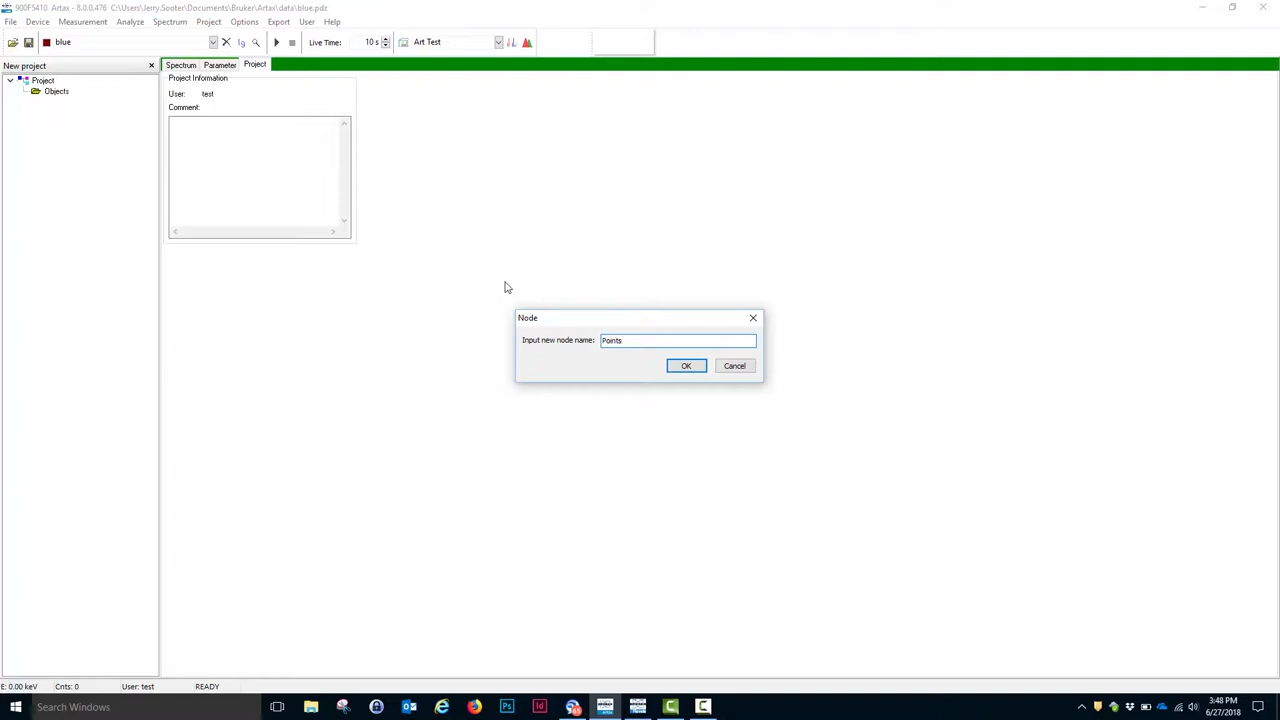 900F5410 Artax - 8.0.0.476 C:\Users\Jerry.Sooter\Documents\Bruker\Artax\data\blue.pdz
File Device Measurement Analyze Spectrum Project Options Export User Help
blue Live Time: 10 s Art Test
New project
Spectrum Parameter Project
Project
Objects
Project Information
User: test
Comment:
Node
Input new node name: Points
OK Cancel
E: 0.00 keV Cnts: 0 User: test READY
Search Windows
3:48 PM
6/27/2018